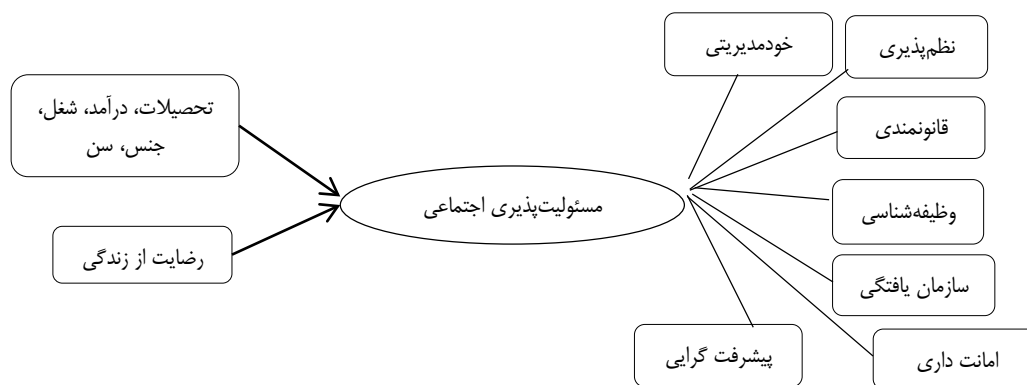 خودمدیریتی
نظم‌پذیری
تحصیلات، درآمد، شغل،
جنس، سن
قانونمندی
مسئولیت‌پذیری اجتماعی
وظیفه‌شناسی
رضایت از زندگی
سازمان یافتگی
پیشرفت گرایی
امانت داری